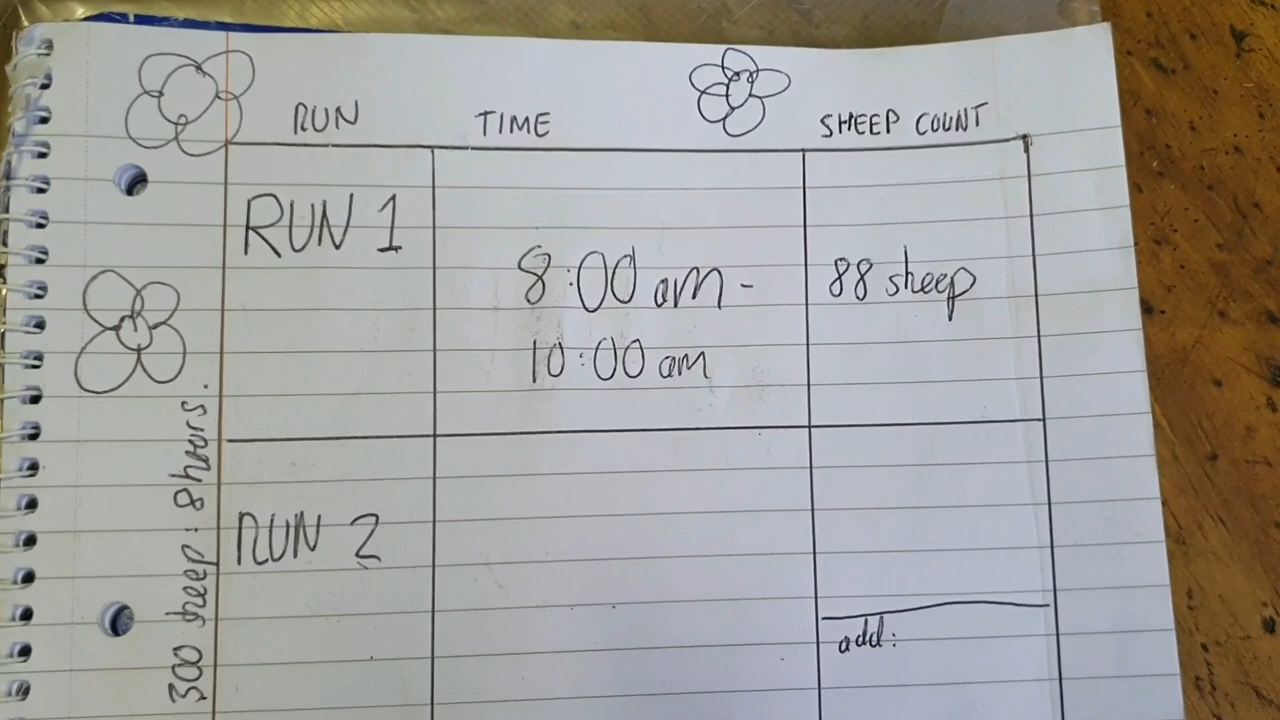 RUN TIME SHEEP COUNT
RUN 1
8:00 am - 88 sheep
10:00 am
RUN 2
add:
300 sheep : 8 hours.